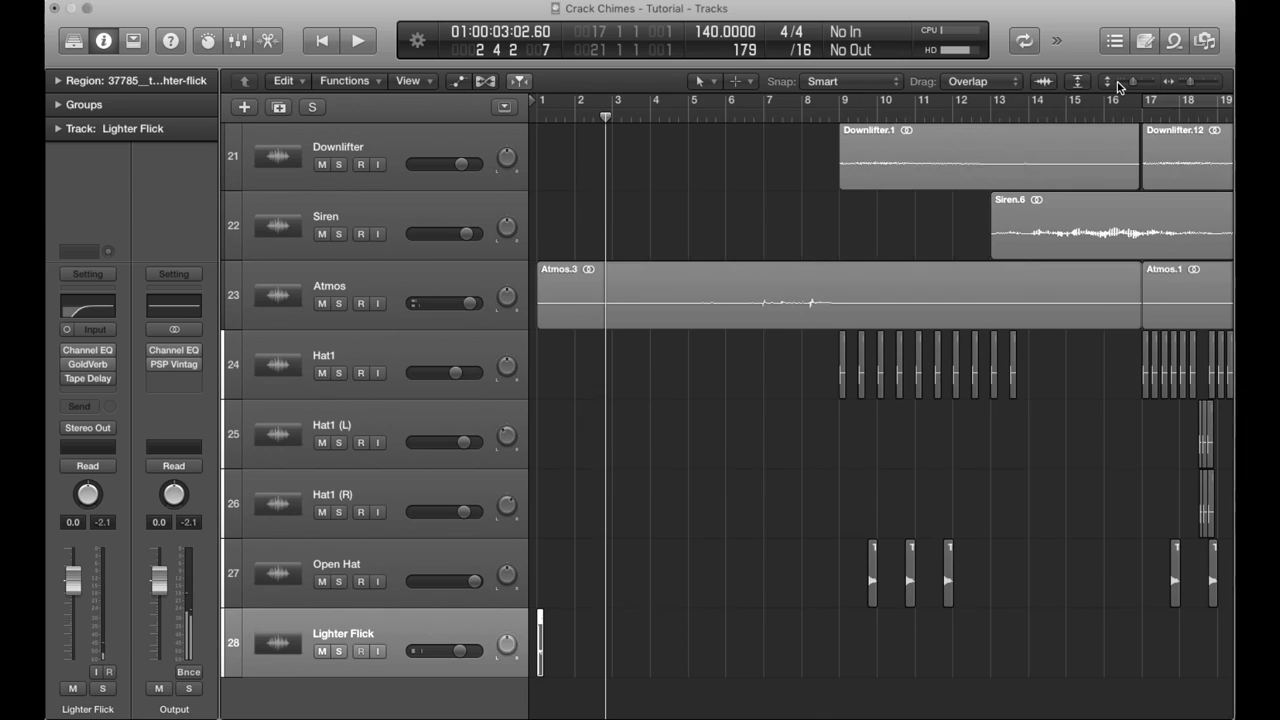 Crack Chimes - Tutorial - Tracks
01:00:03:02.60 17 1 1 1 140.0000 4/4 No In CPU
2 4 2 7 21 1 1 1 179 /16 No Out HD
Region: 37785__t...hter-flick Edit Functions View Snap: Smart Drag: Overlap
Groups S 1 2 3 4 5 6 7 8 9 10 11 12 13 14 15 16 17 18 19
Track: Lighter Flick
21 Downlifter M S R I L R Downlifter.1 Downlifter.12
22 Siren M S R I L R Siren.6
23 Atmos M S R I L R Atmos.3 Atmos.1
24 Hat1 M S R I L R
25 Hat1 (L) M S R I L R
26 Hat1 (R) M S R I L R
27 Open Hat M S R I L R
28 Lighter Flick M S R I L R
Setting Setting
Input
Channel EQ Channel EQ
GoldVerb PSP Vintag
Tape Delay
Send
Stereo Out
Read Read
0.0 -2.1 0.0 -2.1
I R Bnce
M S M S
Lighter Flick Output